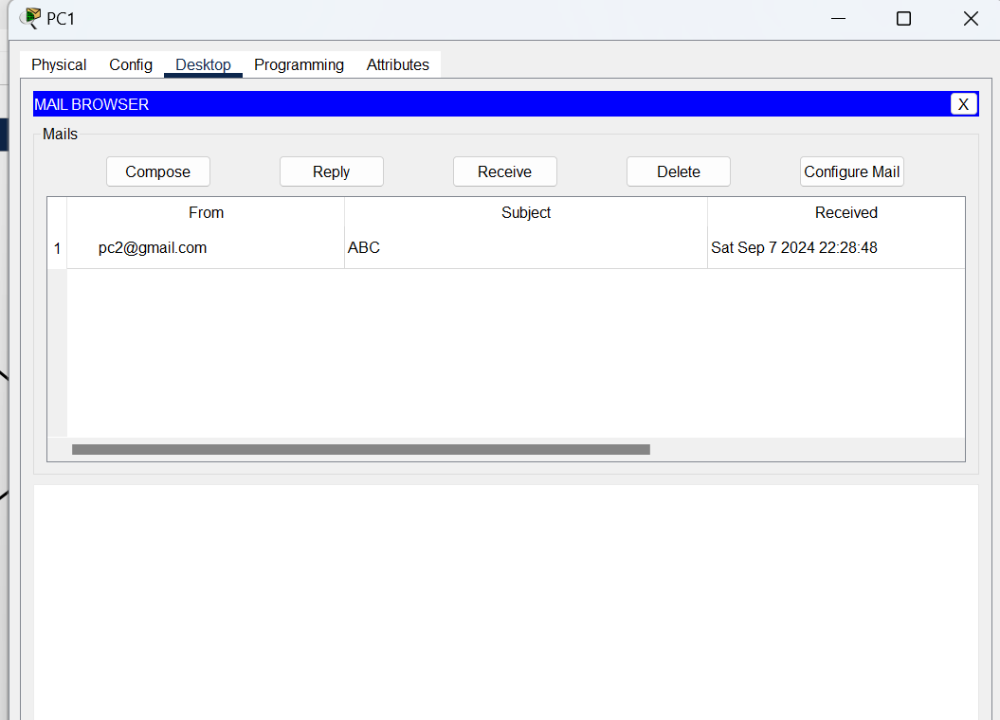 PC1
Physical Config Desktop Programming Attributes
MAIL BROWSER X
Mails
Compose Reply Receive Delete Configure Mail
From Subject Received
1 pc2@gmail.com ABC Sat Sep 7 2024 22:28:48